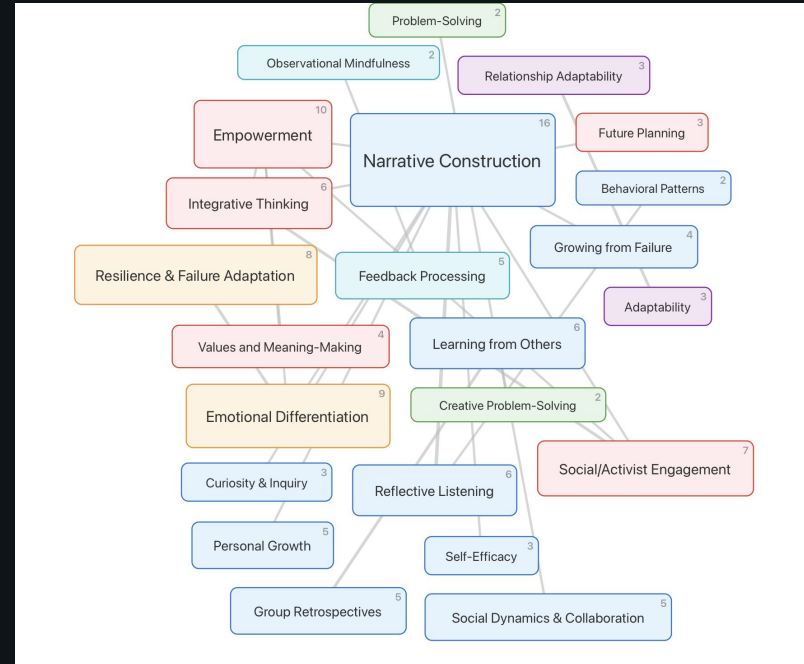 Problem-Solving 2
Observational Mindfulness 2
Relationship Adaptability 3
Empowerment 10
Narrative Construction 16
Future Planning 3
Integrative Thinking 6
Behavioral Patterns 2
Growing from Failure 4
Resilience & Failure Adaptation 8
Feedback Processing 5
Adaptability 3
Values and Meaning-Making 4
Learning from Others 6
Emotional Differentiation 9
Creative Problem-Solving 2
Social/Activist Engagement 7
Curiosity & Inquiry 3
Reflective Listening 6
Personal Growth 5
Self-Efficacy 3
Group Retrospectives 5
Social Dynamics & Collaboration 5